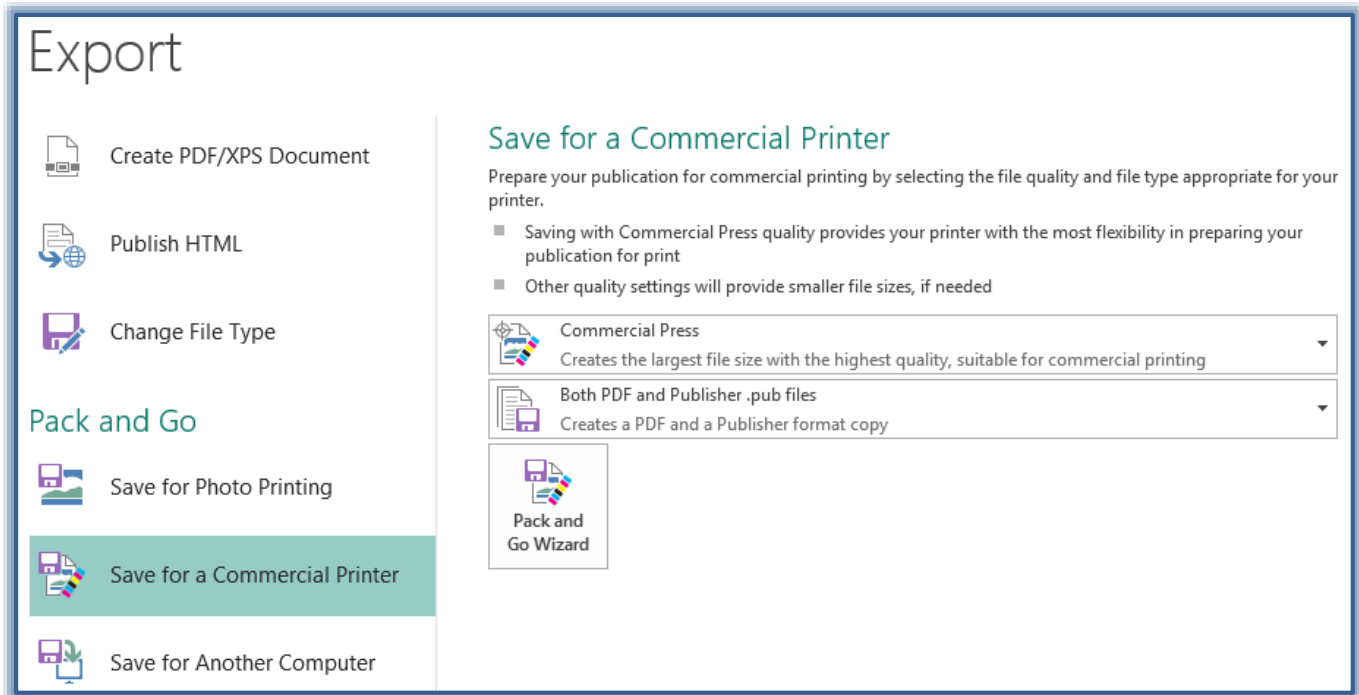 Export
Create PDF/XPS Document
Publish HTML
Change File Type
Pack and Go
Save for Photo Printing
Save for a Commercial Printer
Save for Another Computer
Save for a Commercial Printer
Prepare your publication for commercial printing by selecting the file quality and file type appropriate for your
printer.
Saving with Commercial Press quality provides your printer with the most flexibility in preparing your
publication for print
Other quality settings will provide smaller file sizes, if needed
Commercial Press
Creates the largest file size with the highest quality, suitable for commercial printing
Both PDF and Publisher .pub files
Creates a PDF and a Publisher format copy
Pack and
Go Wizard